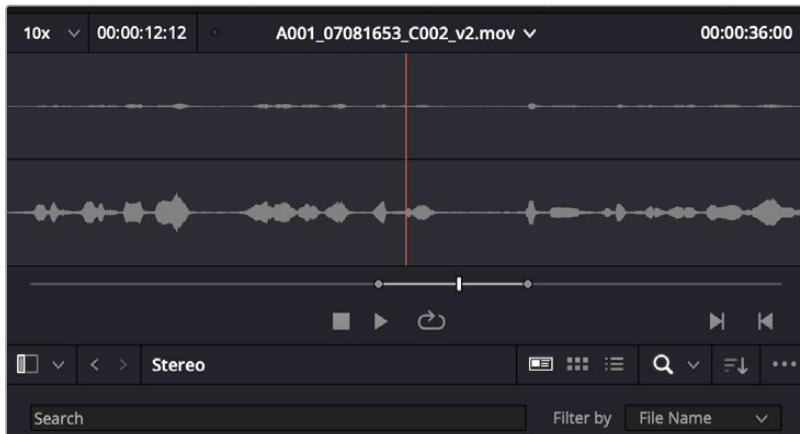 10x 00:00:12:12 A001_07081653_C002_v2.mov 00:00:36:00
Stereo
Search Filter by File Name